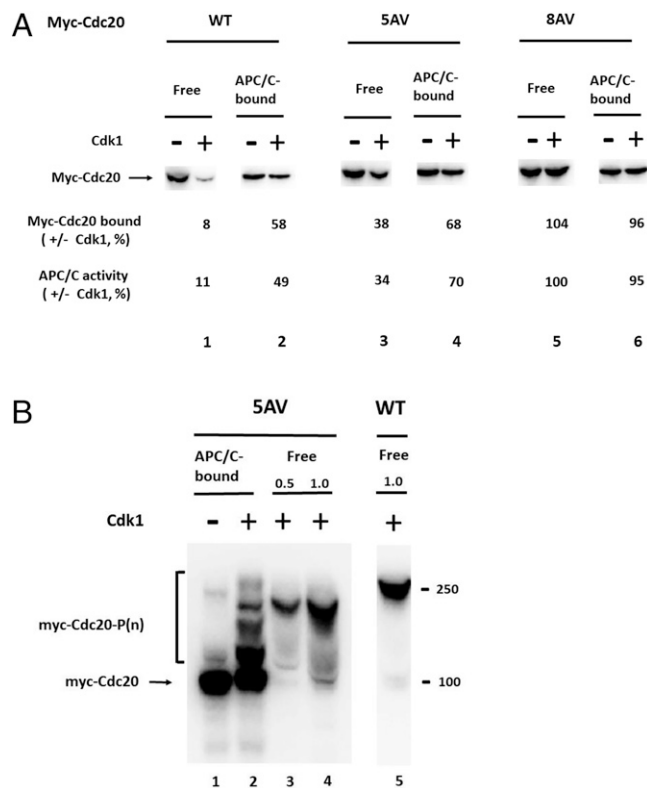 A
Myc-Cdc20 WT 5AV 8AV
Free APC/C-bound Free APC/C-bound Free APC/C-bound
Cdk1 - + - + - + - + - + - +
Myc-Cdc20
Myc-Cdc20 bound
( +/- Cdk1, %) 8 58 38 68 104 96
APC/C activity
( +/- Cdk1, %) 11 49 34 70 100 95
1 2 3 4 5 6
B
5AV WT
APC/C-bound Free Free
0.5 1.0 1.0
Cdk1 - + + + +
- 250
myc-Cdc20-P(n)
myc-Cdc20 - 100
1 2 3 4 5